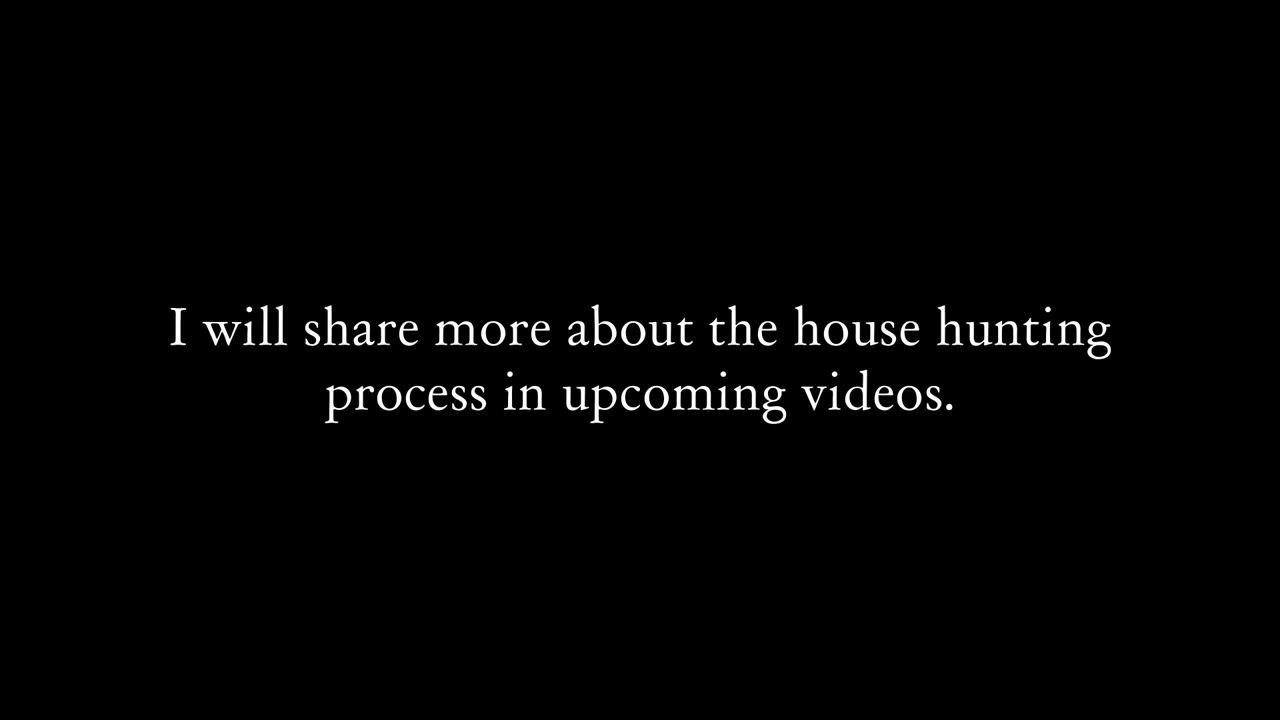 I will share more about the house hunting
process in upcoming videos.